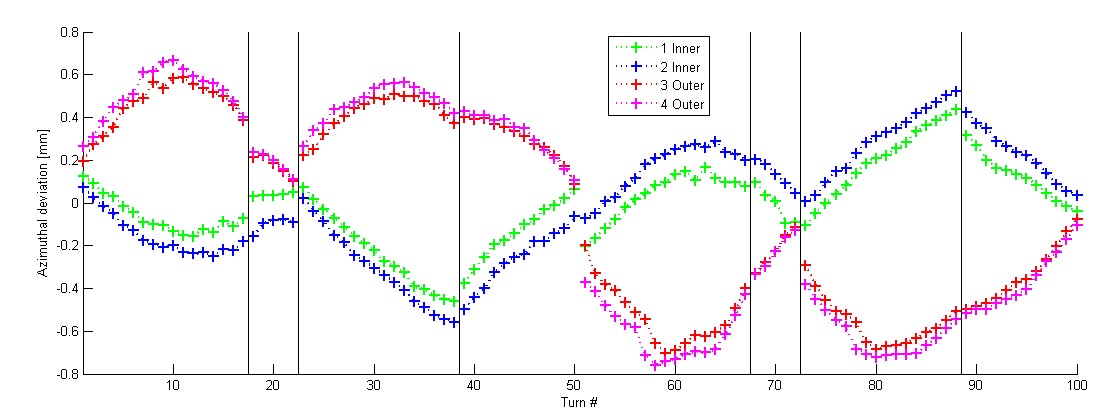 0.8
0.6
0.4
0.2
0
-0.2
-0.4
-0.6
-0.8
Azimuthal deviation [mm]
1 Inner
2 Inner
3 Outer
4 Outer
10 20 30 40 50 60 70 80 90 100
Turn #